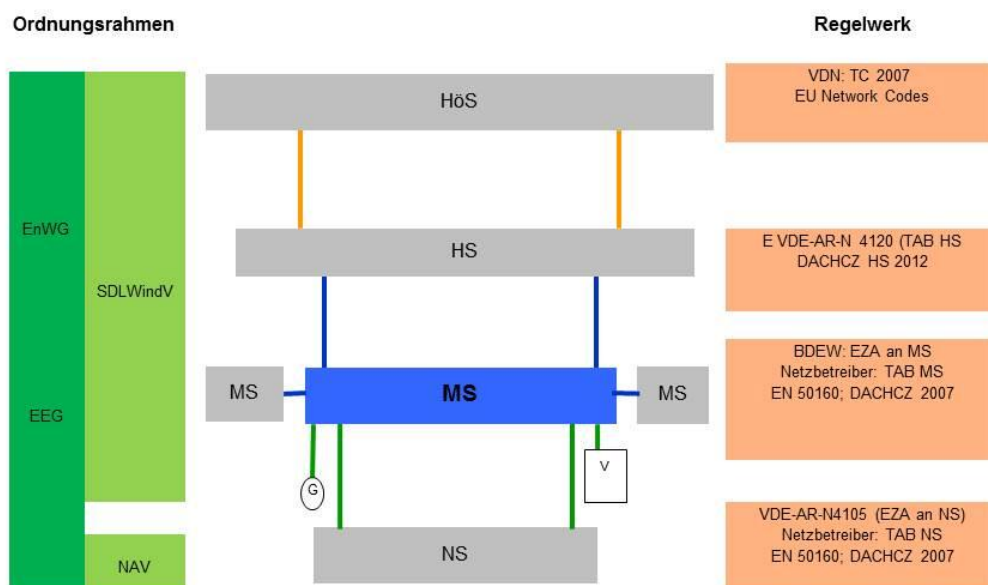 Ordnungsrahmen
Regelwerk
EnWG
EEG
SDLWindV
NAV
HöS
HS
MS
MS
MS
G
V
NS
VDN: TC 2007
EU Network Codes
E VDE-AR-N 4120 (TAB HS
DACHCZ HS 2012
BDEW: EZA an MS
Netzbetreiber: TAB MS
EN 50160; DACHCZ 2007
VDE-AR-N4105 (EZA an NS)
Netzbetreiber: TAB NS
EN 50160; DACHCZ 2007